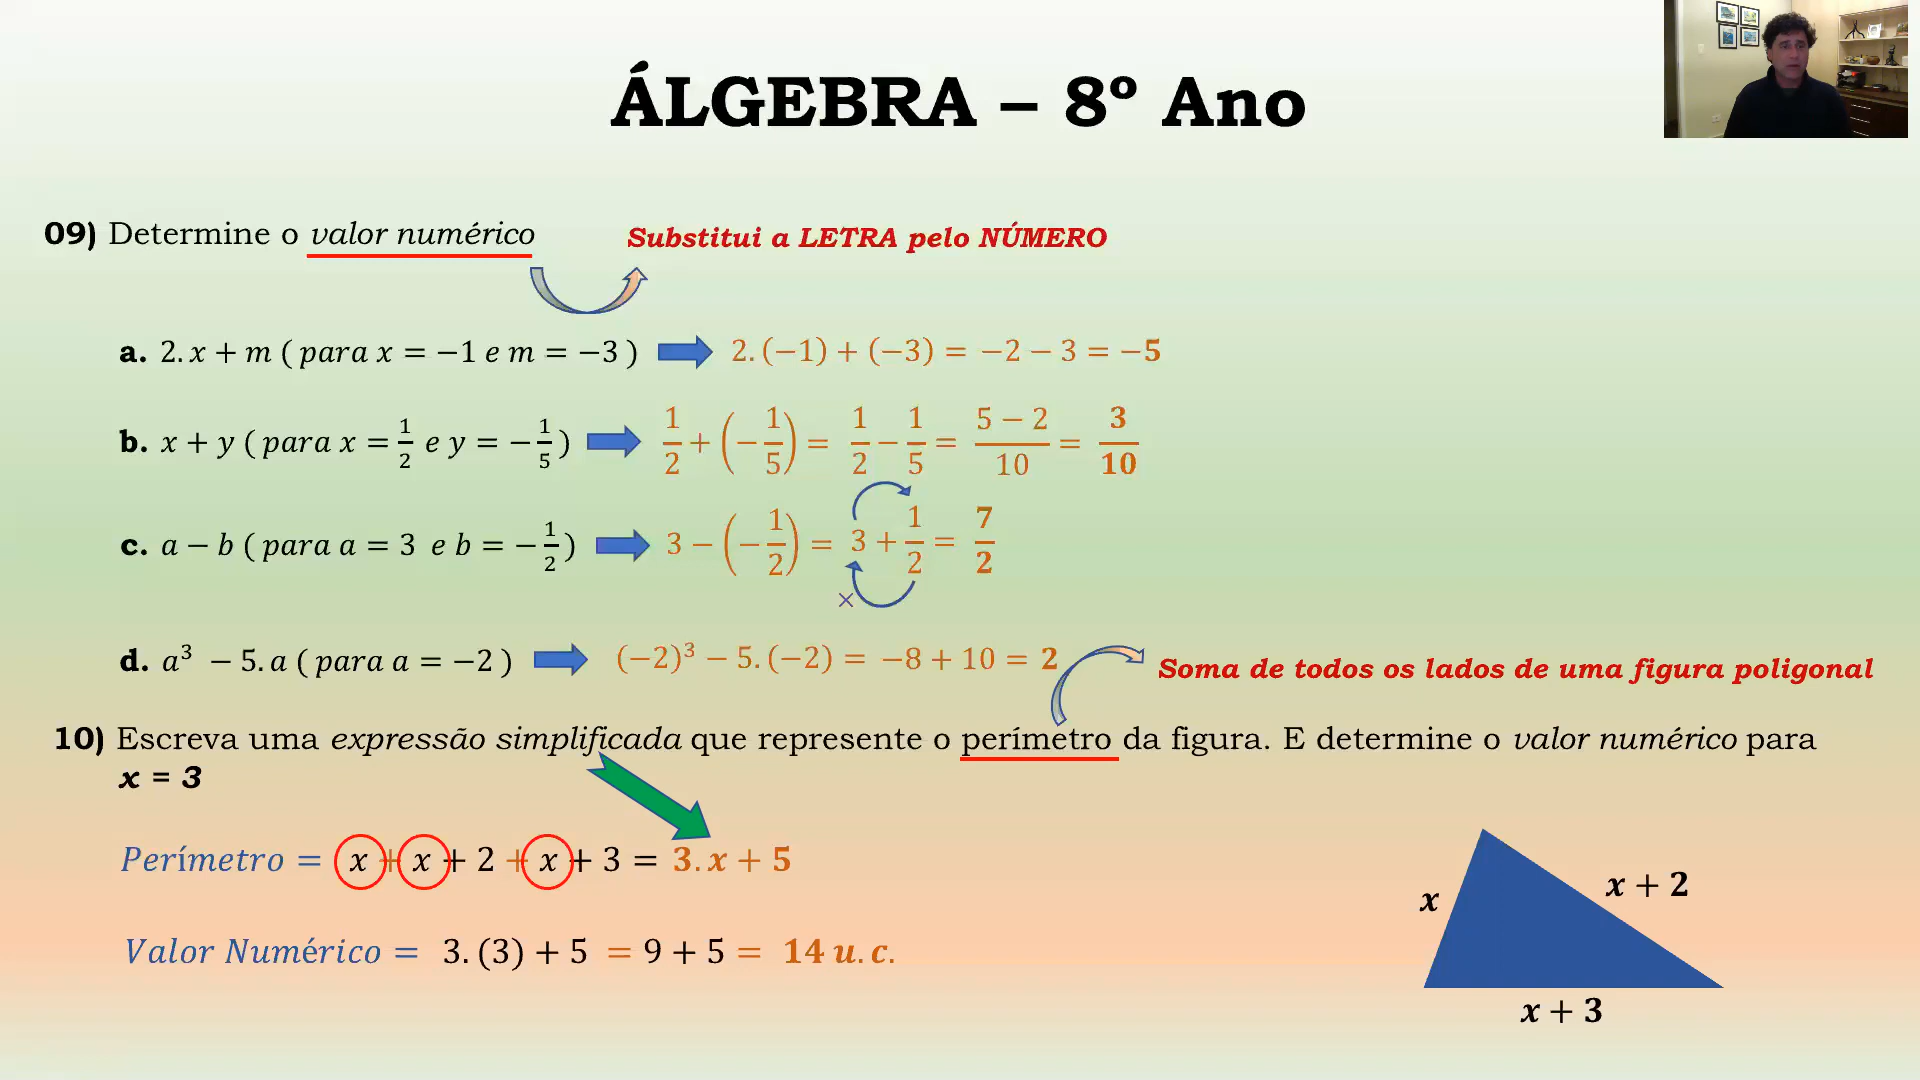 ÁLGEBRA – 8º Ano
09) Determine o valor numérico
Substitui a LETRA pelo NÚMERO
a. 2.x + m ( para x = −1 e m = −3 ) 2.(−1) + (−3) = −2 − 3 = −5
b. x + y ( para x = 1/2 e y = −1/5 ) 1/2 + (−1/5) = 1/2 − 1/5 = (5 − 2)/10 = 3/10
c. a − b ( para a = 3 e b = −1/2 ) 3 − (−1/2) = 3 + 1/2 = 7/2
×
d. a³ − 5.a ( para a = −2 ) (−2)³ − 5.(−2) = −8 + 10 = 2
Soma de todos os lados de uma figura poligonal
10) Escreva uma expressão simplificada que represente o perímetro da figura. E determine o valor numérico para
x = 3
Perímetro = x + x + 2 + x + 3 = 3.x + 5
Valor Numérico = 3.(3) + 5 = 9 + 5 = 14 u.c.
x
x + 2
x + 3